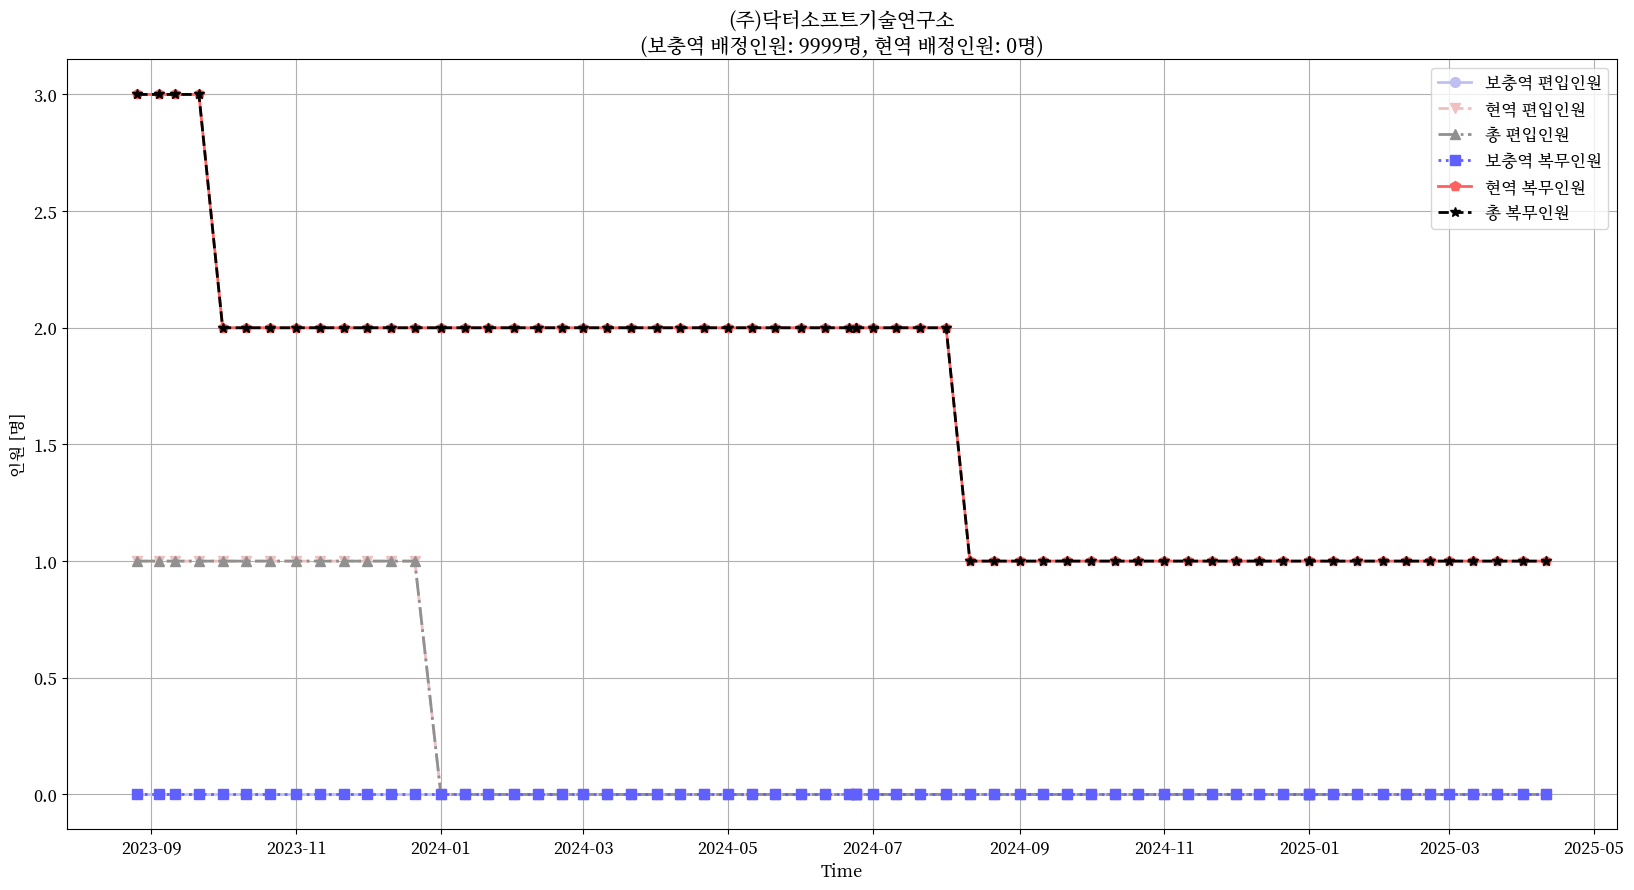 (주)닥터소프트기술연구소
(보충역 배정인원: 9999명, 현역 배정인원: 0명)
보충역 편입인원
현역 편입인원
총 편입인원
보충역 복무인원
현역 복무인원
총 복무인원
인원 [명]
3.0
2.5
2.0
1.5
1.0
0.5
0.0
2023-09
2023-11
2024-01
2024-03
2024-05
2024-07
2024-09
2024-11
2025-01
2025-03
2025-05
Time